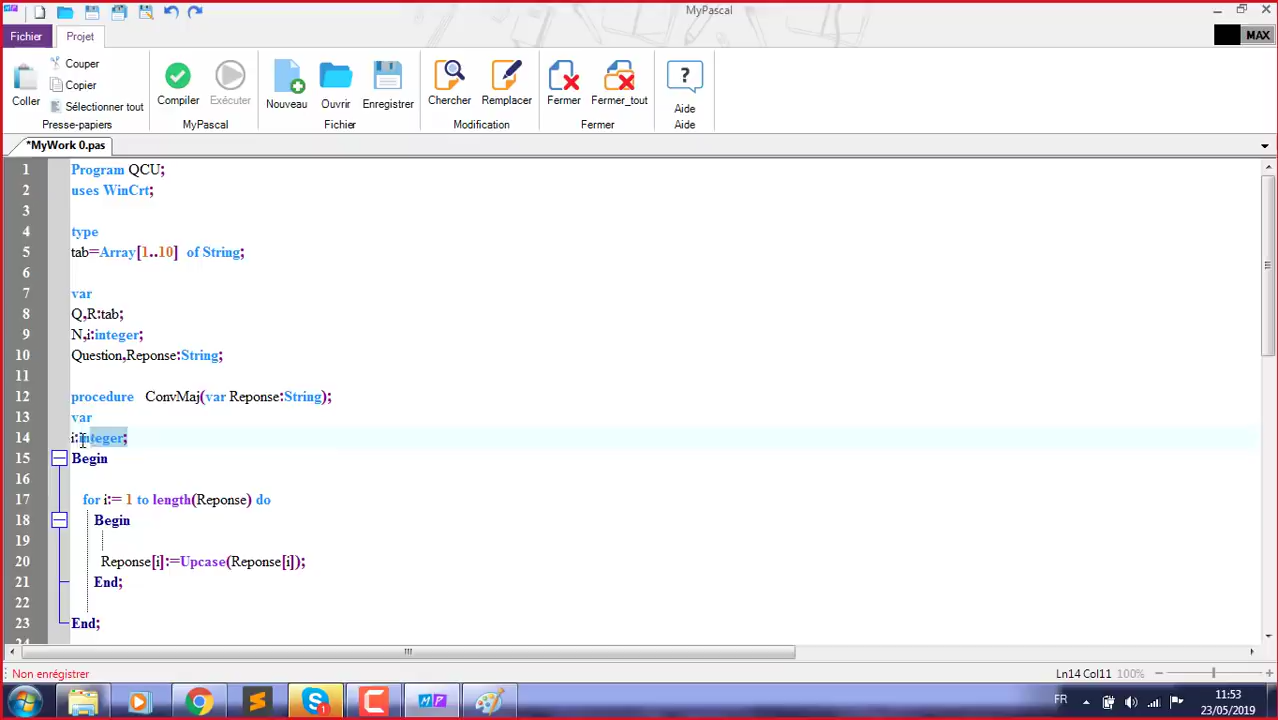 MyPascal
Fichier
Projet
MAX
Coller
Couper
Copier
Sélectionner tout
Presse-papiers
Compiler
Exécuter
MyPascal
Nouveau
Ouvrir
Enregistrer
Fichier
Chercher
Remplacer
Modification
Fermer
Fermer_tout
Fermer
Aide
Aide
*MyWork 0.pas
1 Program QCU;
2 uses WinCrt;
3
4 type
5 tab=Array[1..10] of String;
6
7 var
8 Q,R:tab;
9 N,i:integer;
10 Question,Reponse:String;
11
12 procedure ConvMaj(var Reponse:String);
13 var
14 i:integer;
15 Begin
16
17 for i:= 1 to length(Reponse) do
18 Begin
19
20 Reponse[i]:=Upcase(Reponse[i]);
21 End;
22
23 End;
Non enrégistrer
Ln14 Col11 100%
FR
11:53
23/05/2019